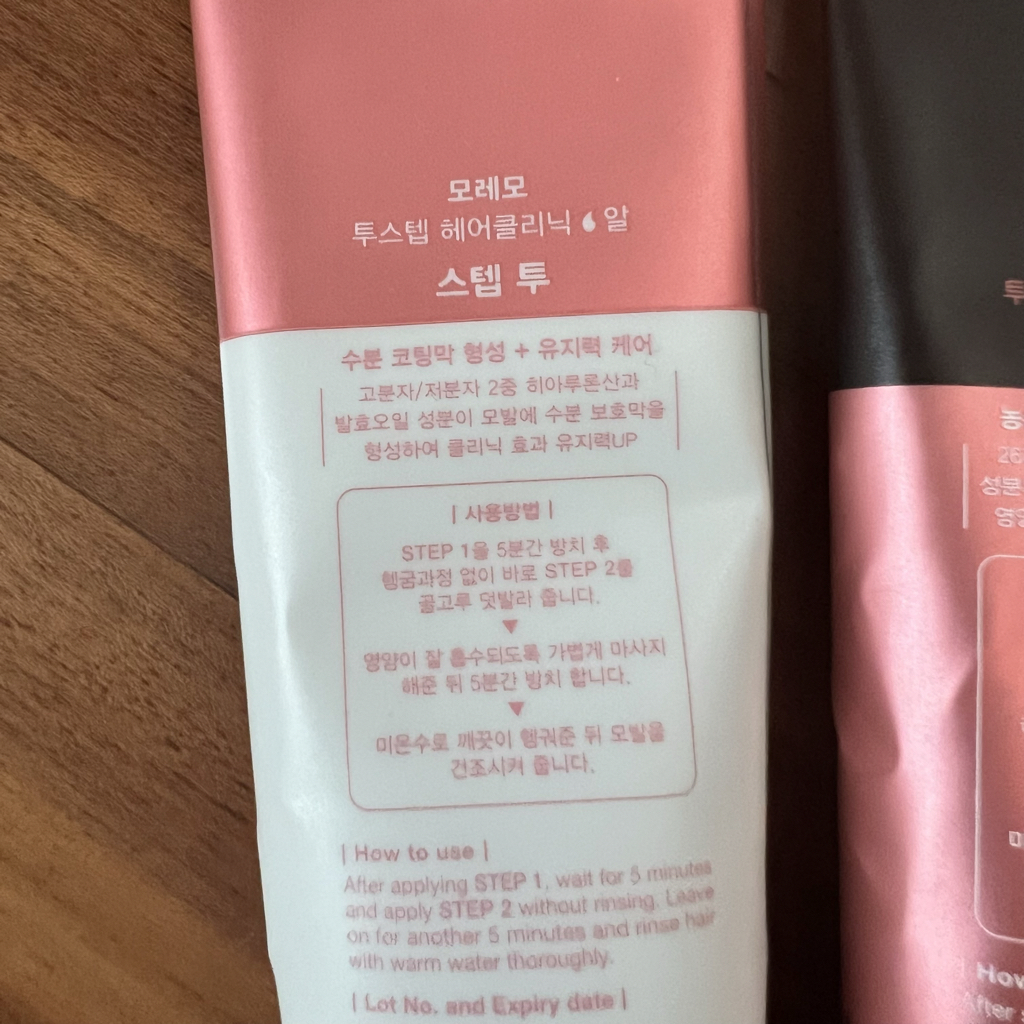 모레모
투스텝 헤어클리닉 알
스텝 투
수분 코팅막 형성 + 유지력 케어
고분자/저분자 2중 히아루론산과
발효오일 성분이 모발에 수분 보호막을
형성하여 클리닉 효과 유지력UP
| 사용방법 |
STEP 1을 5분간 방치 후
헹굼과정 없이 바로 STEP 2를
골고루 덧발라 줍니다.
▼
영양이 잘 흡수되도록 가볍게 마사지
해준 뒤 5분간 방치 합니다.
▼
미온수로 깨끗이 헹궈준 뒤 모발을
건조시켜 줍니다.
| How to use |
After applying STEP 1, wait for 5 minutes
and apply STEP 2 without rinsing. Leave
on for another 5 minutes and rinse hair
with warm water thoroughly.
| Lot No. and Expiry date |
투
26
성분
영양
How
After